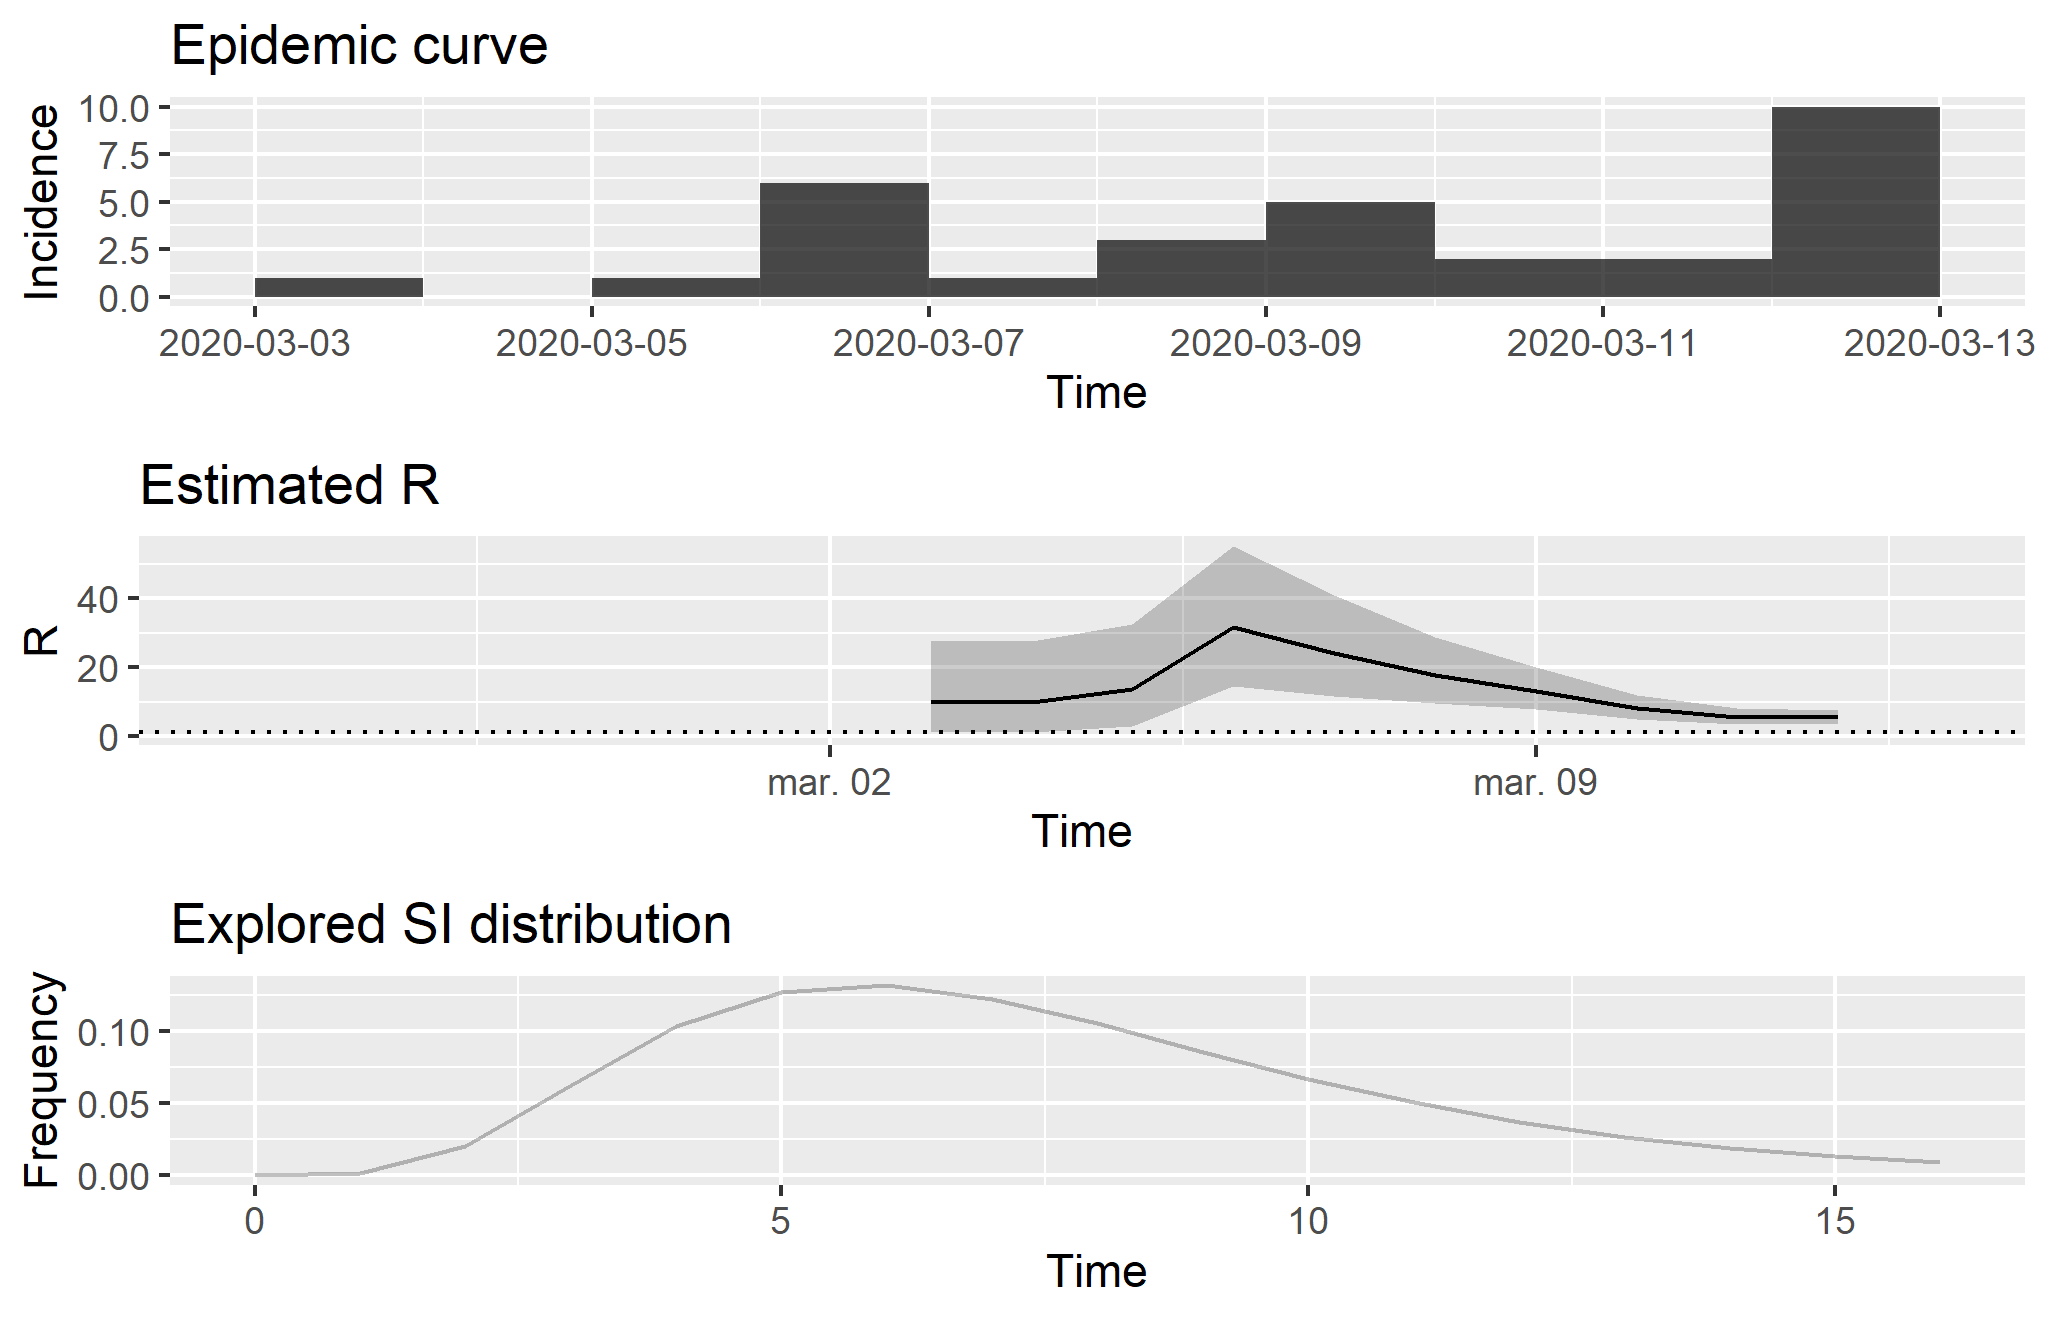 Epidemic curve
Incidence
10.0
7.5
5.0
2.5
0.0
2020-03-03 2020-03-05 2020-03-07 2020-03-09 2020-03-11 2020-03-13
Time
Estimated R
R
40
20
0
mar. 02 mar. 09
Time
Explored SI distribution
Frequency
0.10
0.05
0.00
0 5 10 15
Time